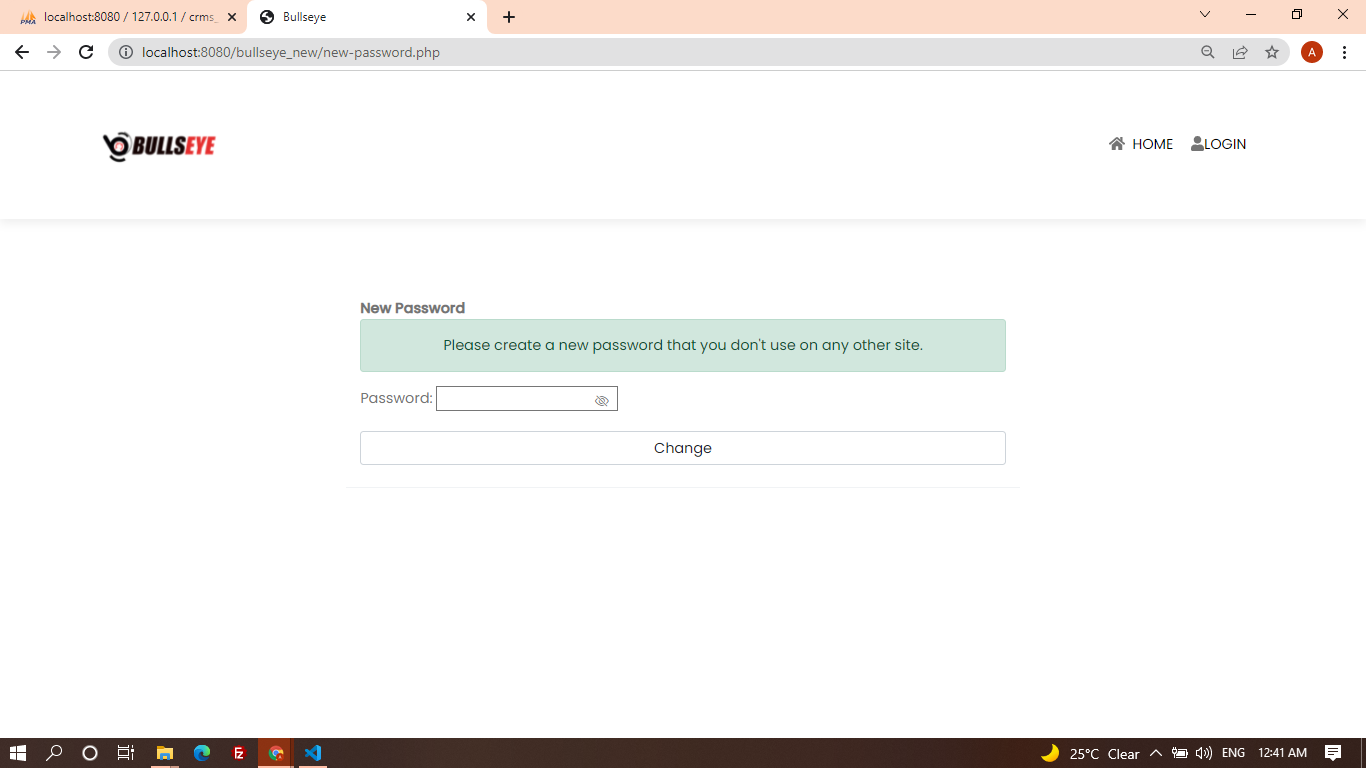 localhost:8080 / 127.0.0.1 / crms_
Bullseye
localhost:8080/bullseye_new/new-password.php
A
BULLSEYE
HOME
LOGIN
New Password
Please create a new password that you don't use on any other site.
Password:
Change
25°C Clear
ENG
12:41 AM